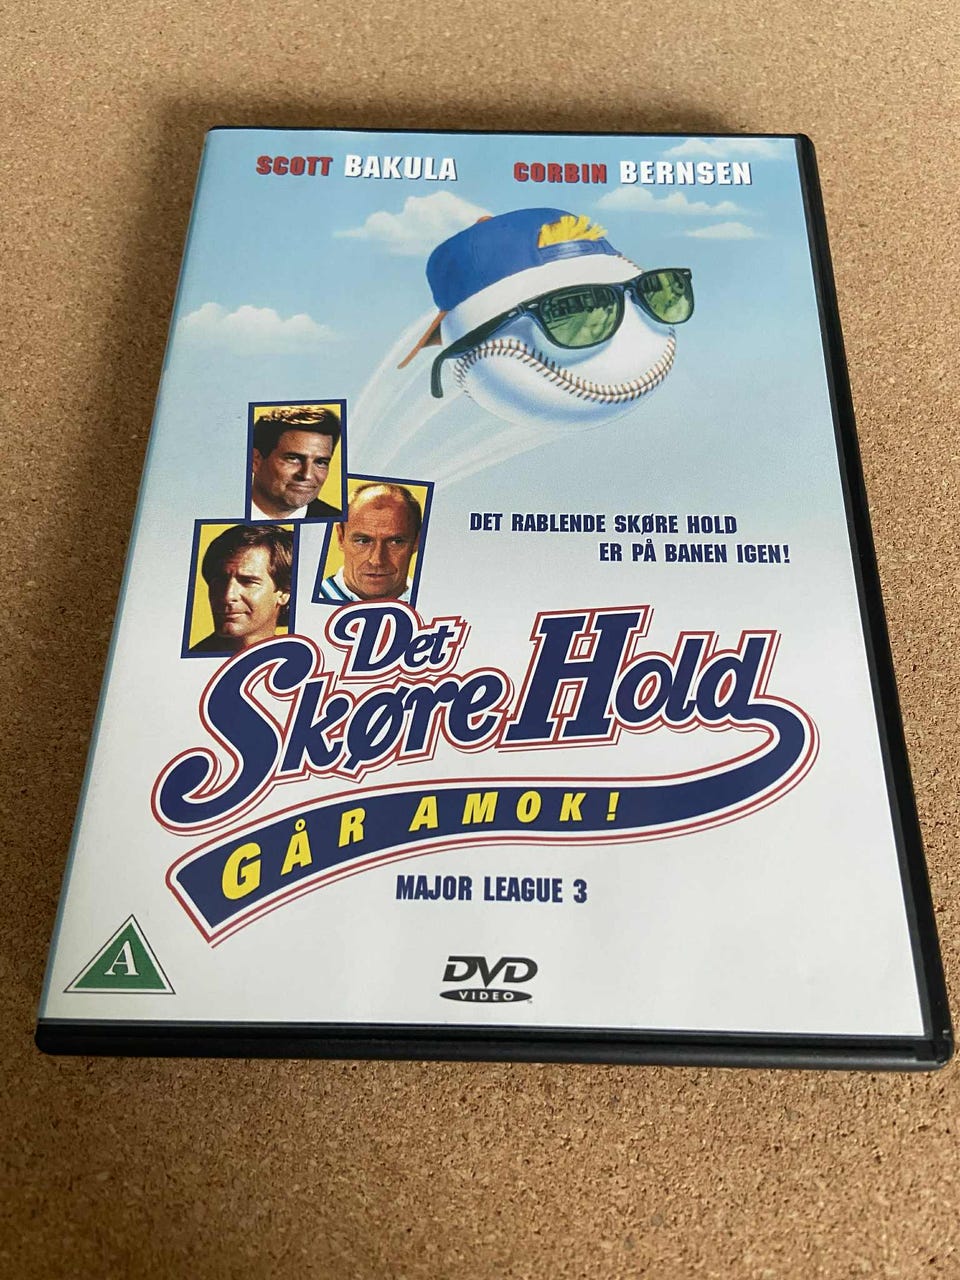 SCOTT BAKULA CORBIN BERNSEN
DET RABLENDE SKØRE HOLD
ER PÅ BANEN IGEN!
Det
Skøre Hold
GÅR AMOK!
MAJOR LEAGUE 3
A
DVD
VIDEO